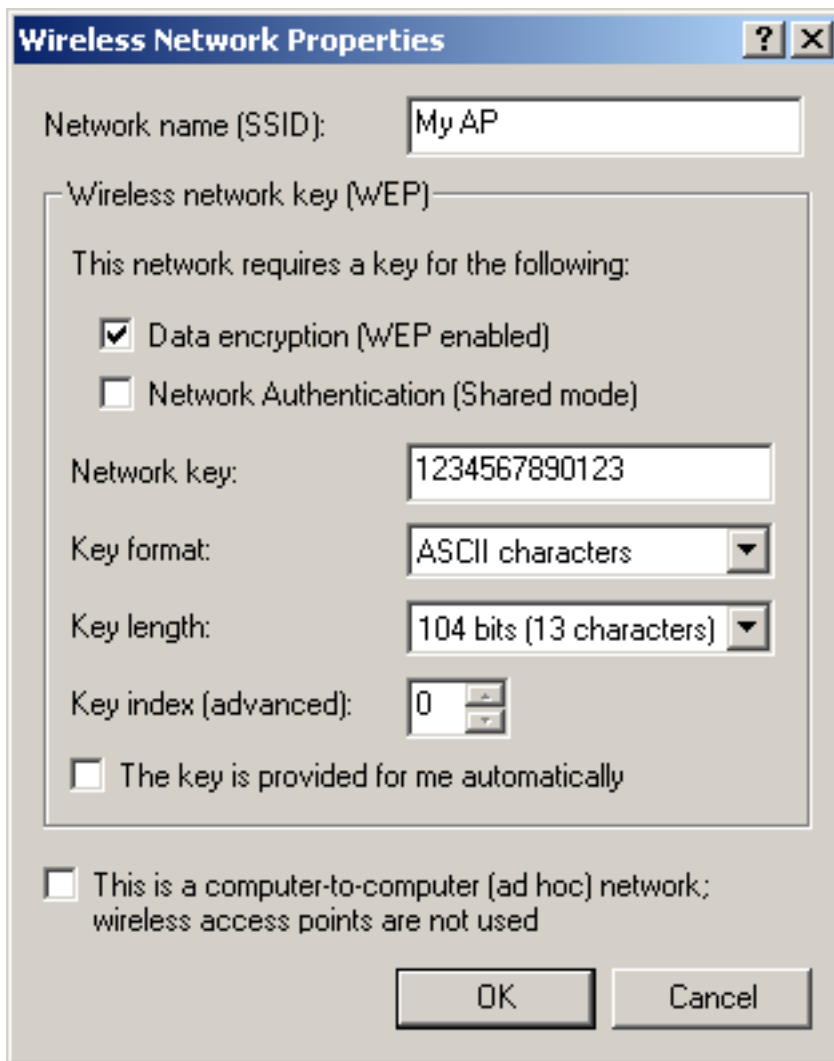 Wireless Network Properties
Network name (SSID): My AP
Wireless network key (WEP)
This network requires a key for the following:
Data encryption (WEP enabled)
Network Authentication (Shared mode)
Network key: 1234567890123
Key format: ASCII characters
Key length: 104 bits (13 characters)
Key index (advanced): 0
The key is provided for me automatically
This is a computer-to-computer (ad hoc) network;
wireless access points are not used
OK Cancel